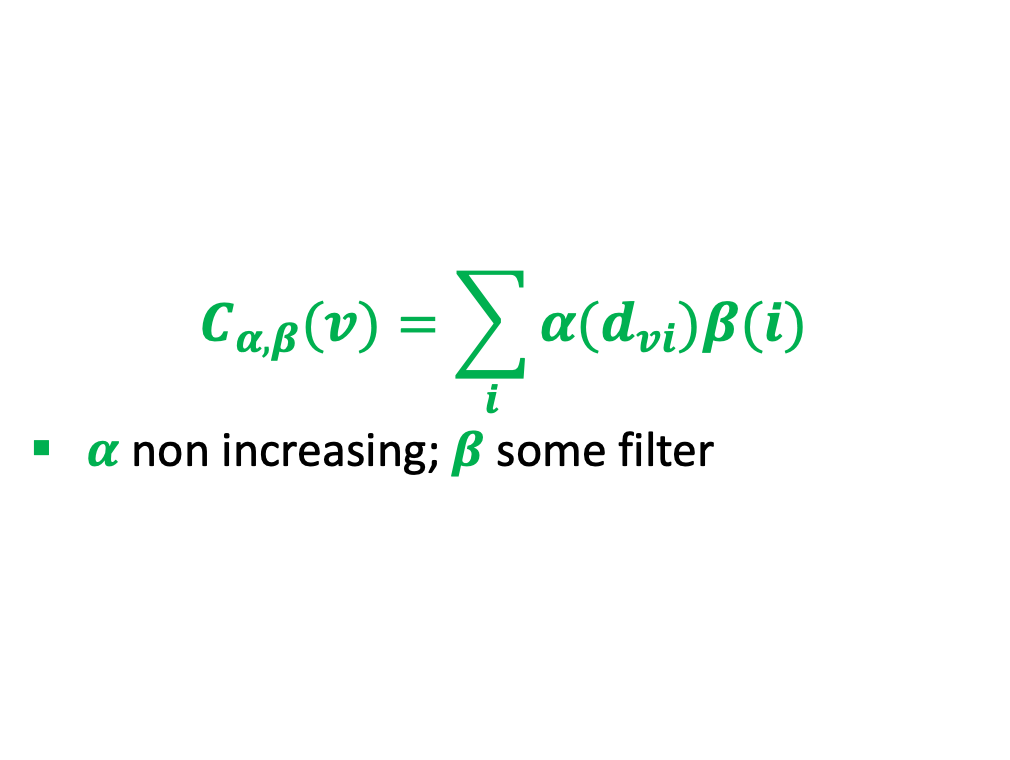 C_{α,β}(v) = ∑_i α(d_{vi})β(i)
▪ α non increasing; β some filter